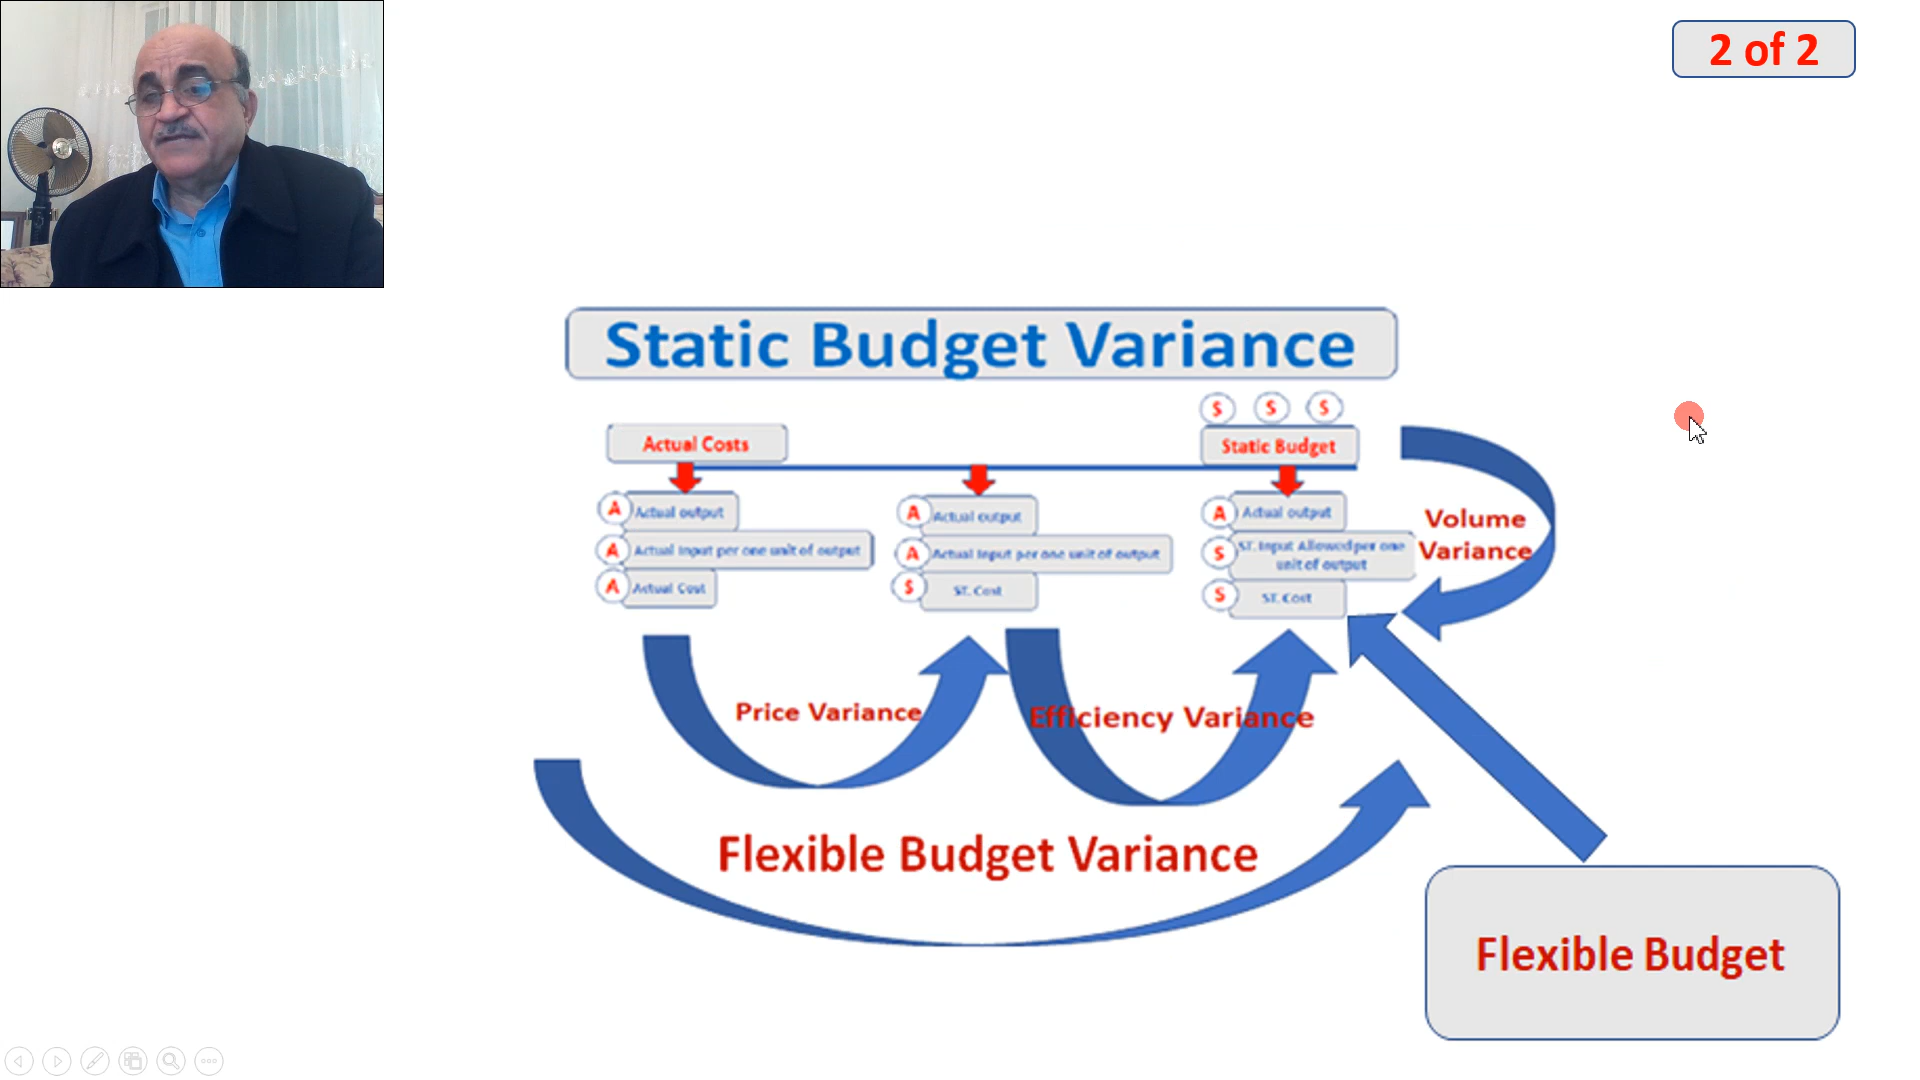 2 of 2
Static Budget Variance
$ $ $
Actual Costs
Static Budget
A Actual output
A Actual Input per one unit of output
A Actual Cost
A Actual output
A Actual Input per one unit of output
$ ST. Cost
A Actual output
S ST. Input Allowed per one
unit of output
S ST. Cost
Volume
Variance
Price Variance
Efficiency Variance
Flexible Budget Variance
Flexible Budget